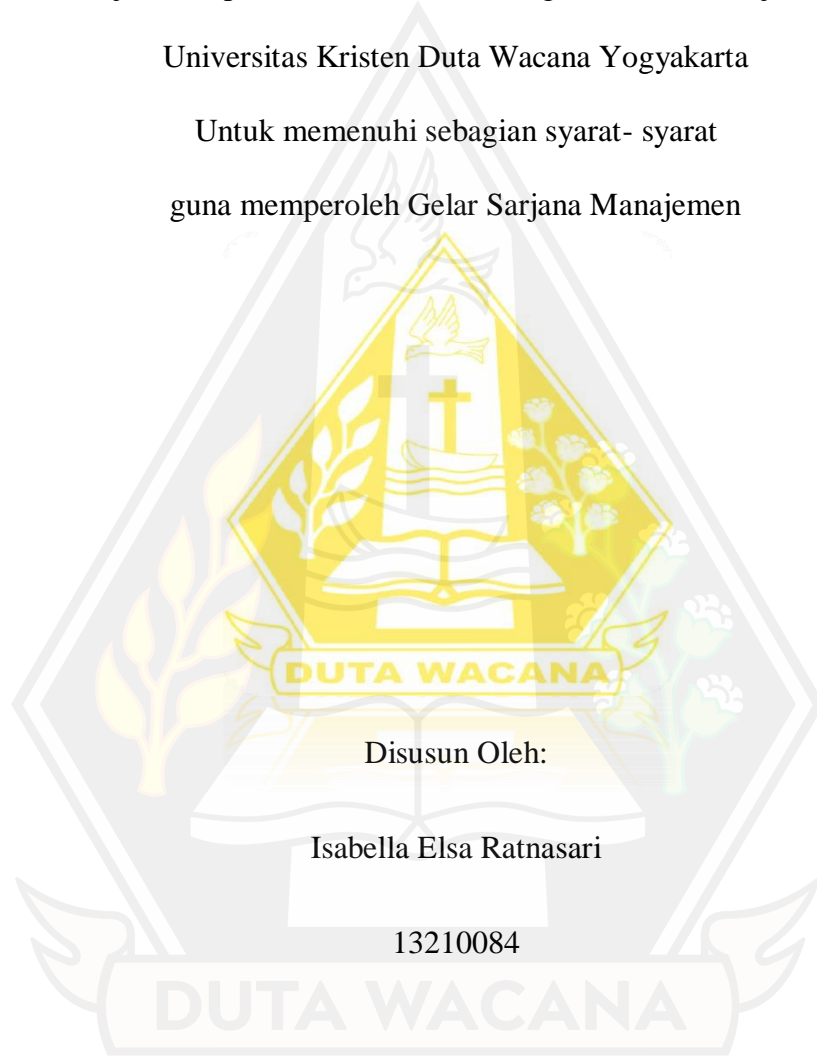 Universitas Kristen Duta Wacana Yogyakarta
Untuk memenuhi sebagian syarat- syarat
guna memperoleh Gelar Sarjana Manajemen
DUTA WACANA
Disusun Oleh:
Isabella Elsa Ratnasari
13210084
DUTA WACANA